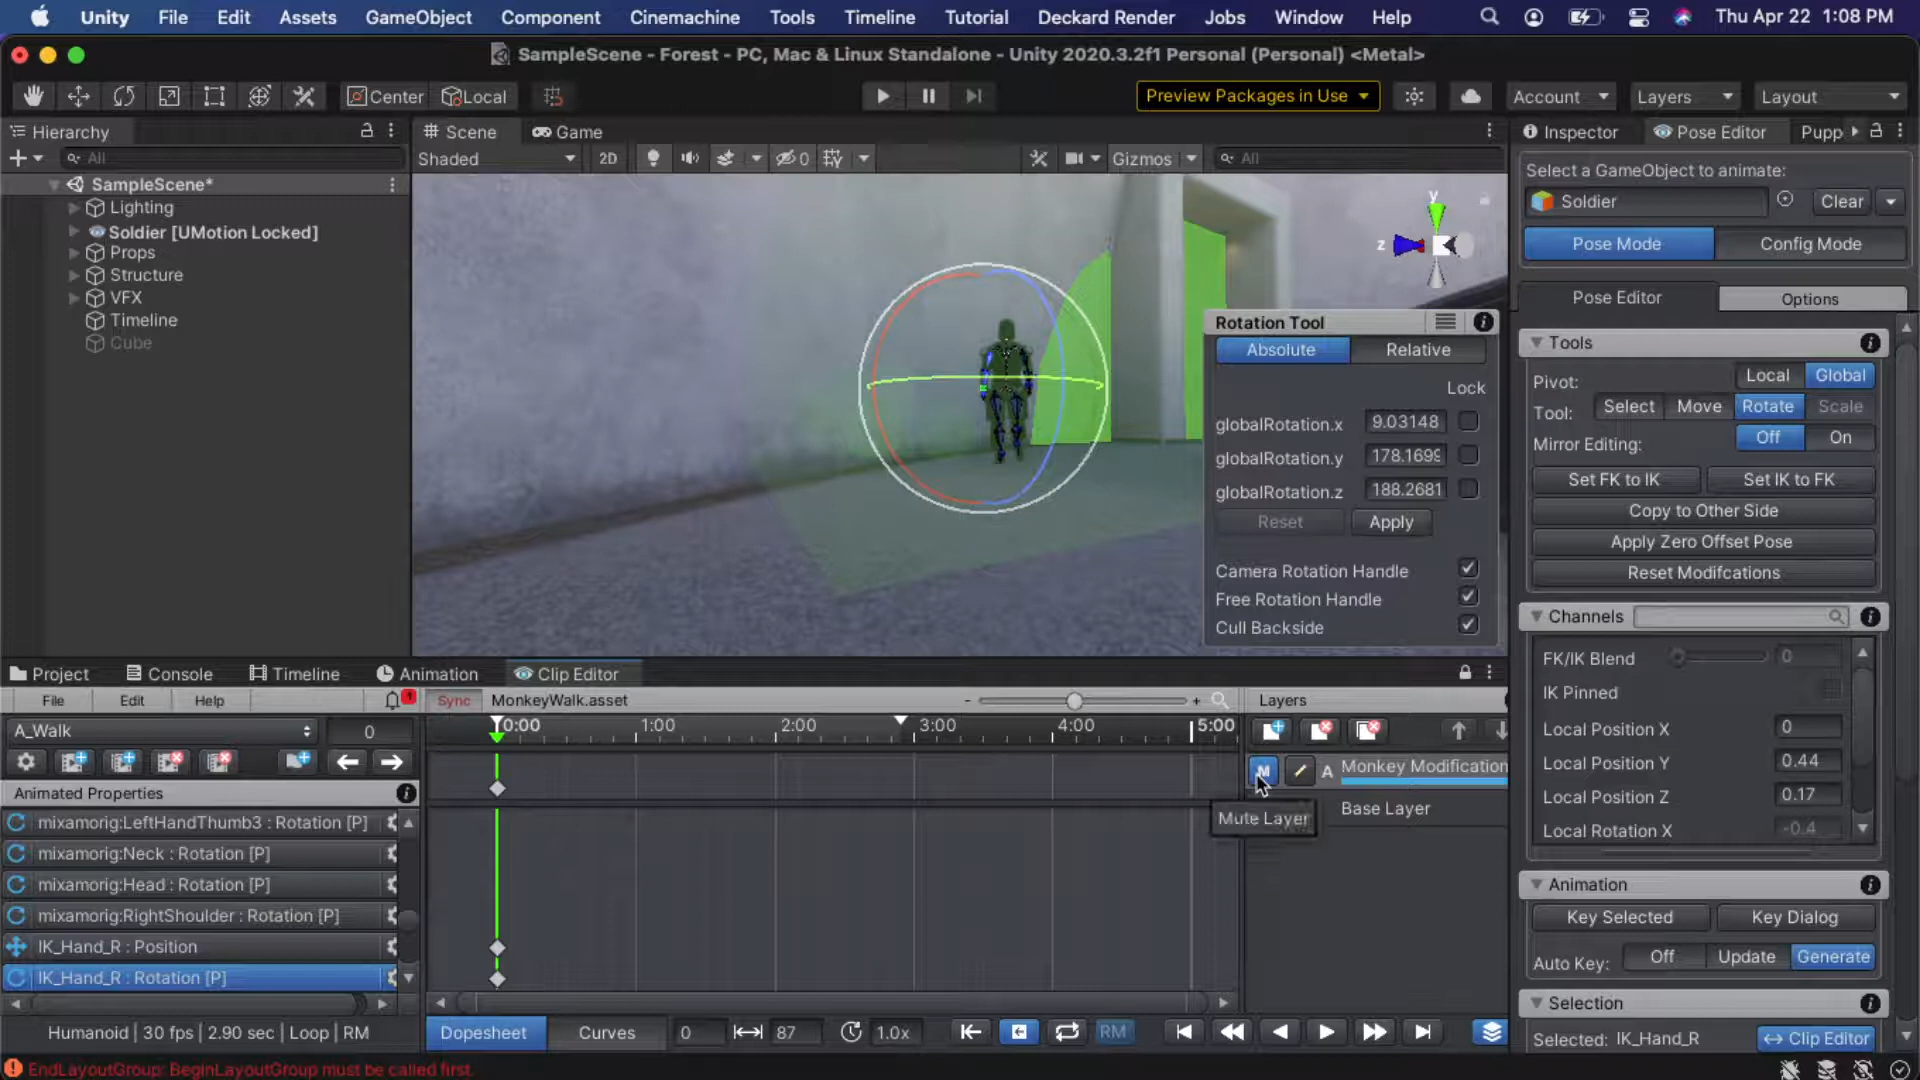 Unity File Edit Assets GameObject Component Cinemachine Tools Timeline Tutorial Deckard Render Jobs Window Help Thu Apr 22 1:08 PM
SampleScene - Forest - PC, Mac & Linux Standalone - Unity 2020.3.2f1 Personal (Personal) <Metal>
Center Local Preview Packages in Use Account Layers Layout
Hierarchy
All
SampleScene*
Lighting
Soldier [UMotion Locked]
Props
Structure
VFX
Timeline
Cube
Scene Game
Shaded 2D 0 Gizmos All
y
z
Rotation Tool
Absolute Relative
Lock
globalRotation.x 9.03148
globalRotation.y 178.1699
globalRotation.z 188.2681
Reset Apply
Camera Rotation Handle
Free Rotation Handle
Cull Backside
Inspector Pose Editor Pupp
Select a GameObject to animate:
Soldier Clear
Pose Mode Config Mode
Pose Editor Options
Tools
Pivot: Local Global
Tool: Select Move Rotate Scale
Mirror Editing: Off On
Set FK to IK Set IK to FK
Copy to Other Side
Apply Zero Offset Pose
Reset Modifcations
Channels
FK/IK Blend 0
IK Pinned
Local Position X 0
Local Position Y 0.44
Local Position Z 0.17
Local Rotation X -0.4
Animation
Key Selected Key Dialog
Auto Key: Off Update Generate
Selection
Selected: IK_Hand_R Clip Editor
Project Console Timeline Animation Clip Editor
File Edit Help Sync MonkeyWalk.asset - +
A_Walk 0
0:00 1:00 2:00 3:00 4:00 5:00
Animated Properties
mixamorig:LeftHandThumb3 : Rotation [P]
mixamorig:Neck : Rotation [P]
mixamorig:Head : Rotation [P]
mixamorig:RightShoulder : Rotation [P]
IK_Hand_R : Position
IK_Hand_R : Rotation [P]
Layers
M A Monkey Modification
Mute Layer
Base Layer
Humanoid | 30 fps | 2.90 sec | Loop | RM
Dopesheet Curves 0 87 1.0x RM
EndLayoutGroup: BeginLayoutGroup must be called first.